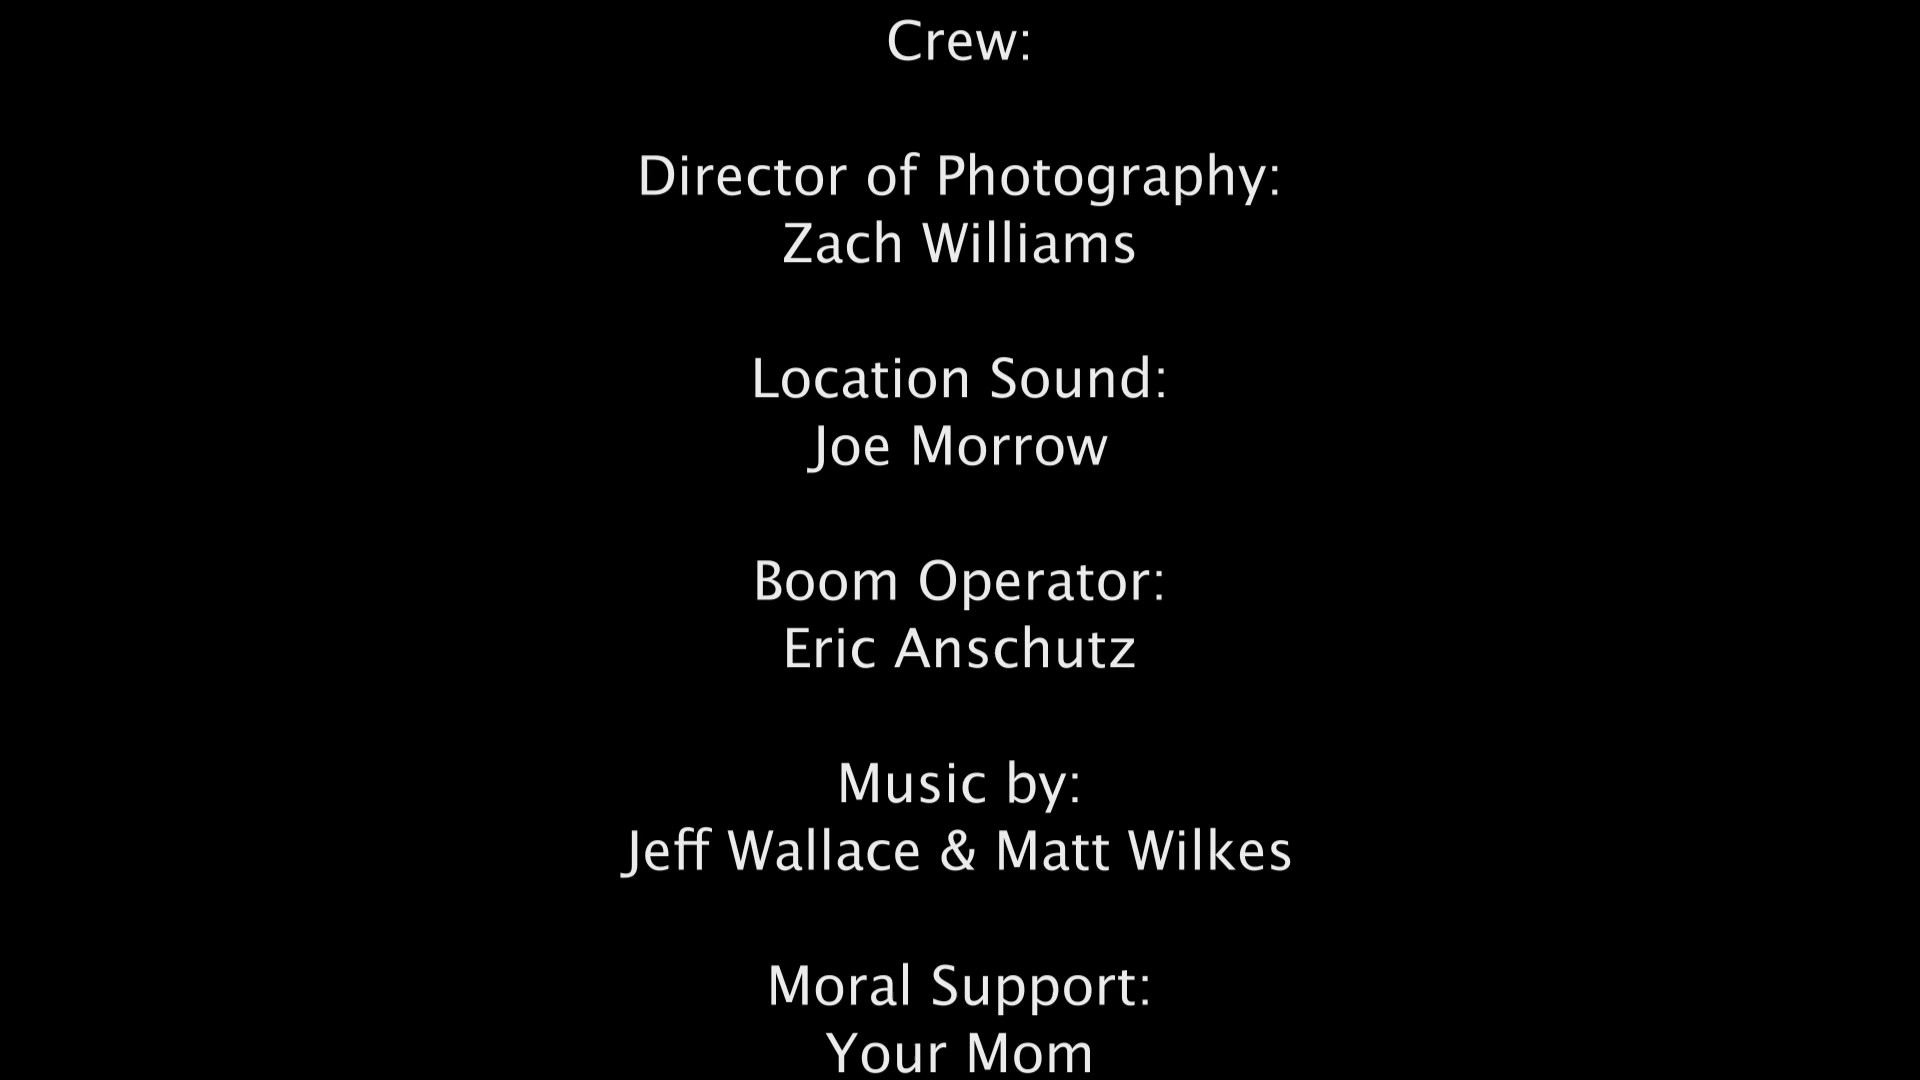 Crew:
Director of Photography:
Zach Williams
Location Sound:
Joe Morrow
Boom Operator:
Eric Anschutz
Music by:
Jeff Wallace & Matt Wilkes
Moral Support:
Your Mom